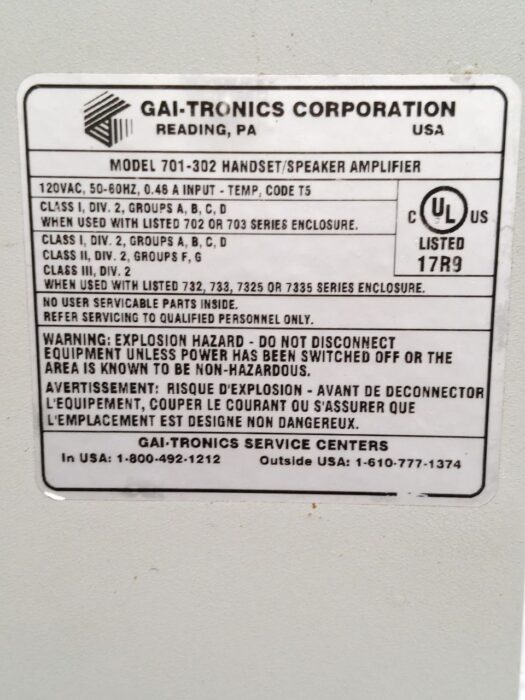 GAI-TRONICS CORPORATION
READING, PA USA
MODEL 701-302 HANDSET/SPEAKER AMPLIFIER
120VAC, 50-60HZ, 0.46 A INPUT - TEMP, CODE T5
CLASS I, DIV. 2, GROUPS A, B, C, D
WHEN USED WITH LISTED 702 OR 703 SERIES ENCLOSURE.
C UL US
LISTED
17R9
CLASS I, DIV. 2, GROUPS A, B, C, D
CLASS II, DIV. 2, GROUPS F, G
CLASS III, DIV. 2
WHEN USED WITH LISTED 732, 733, 7325 OR 7335 SERIES ENCLOSURE.
NO USER SERVICABLE PARTS INSIDE.
REFER SERVICING TO QUALIFIED PERSONNEL ONLY.
WARNING: EXPLOSION HAZARD - DO NOT DISCONNECT
EQUIPMENT UNLESS POWER HAS BEEN SWITCHED OFF OR THE
AREA IS KNOWN TO BE NON-HAZARDOUS.
AVERTISSEMENT: RISQUE D'EXPLOSION - AVANT DE DECONNECTOR
L'EQUIPEMENT, COUPER LE COURANT OU S'ASSURER QUE
L'EMPLACEMENT EST DESIGNE NON DANGEREUX.
GAI-TRONICS SERVICE CENTERS
In USA: 1-800-492-1212 Outside USA: 1-610-777-1374